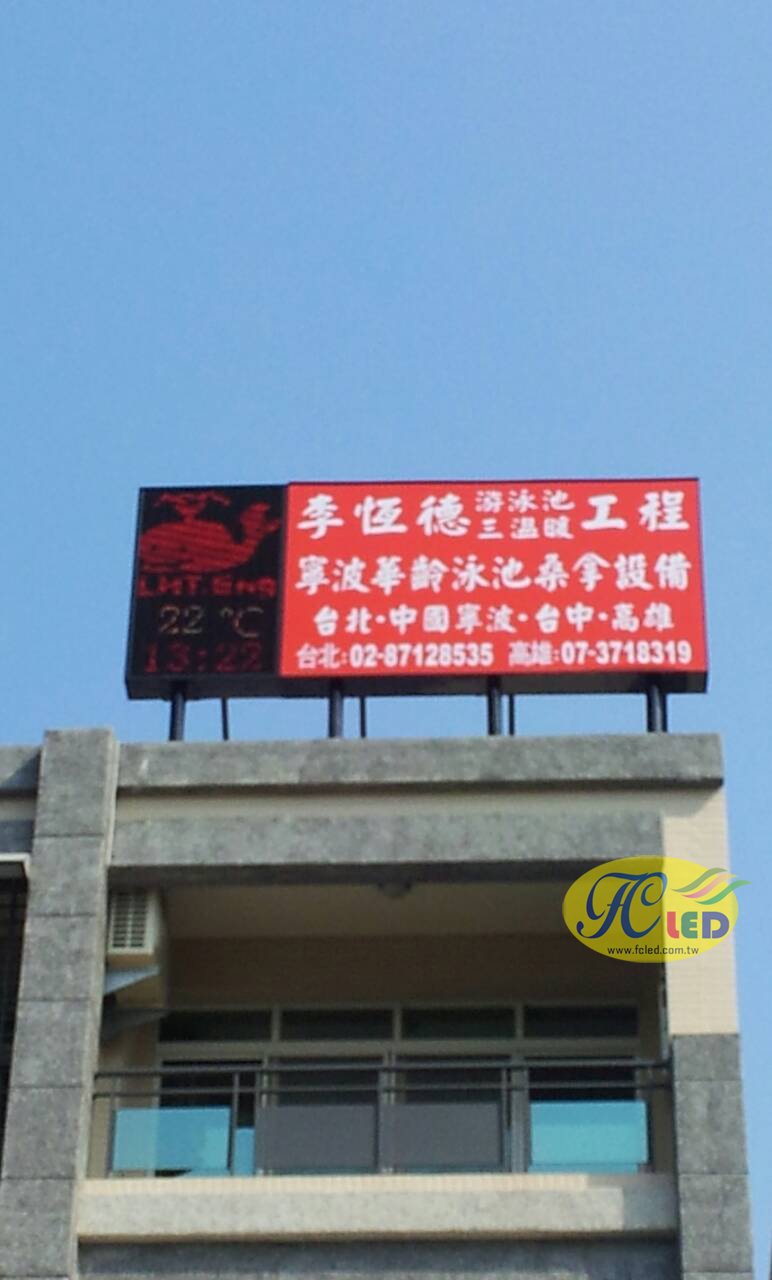 LHT.Eng
22 ℃
13:22
李恆德游泳池三溫暖工程
寧波華齡泳池桑拿設備
台北·中國寧波·台中·高雄
台北:02-87128535 高雄:07-3718319
FC LED
www.fcled.com.tw